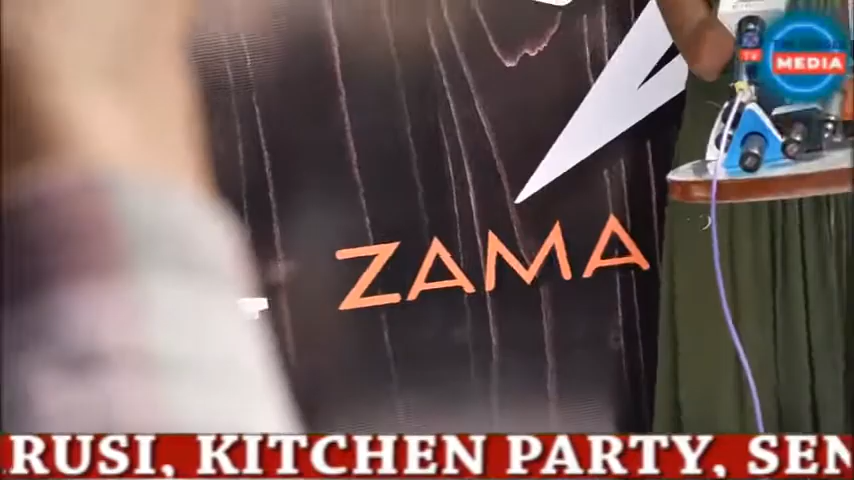 MEDIA
ZAMA
RUSI, KITCHEN PARTY, SEN